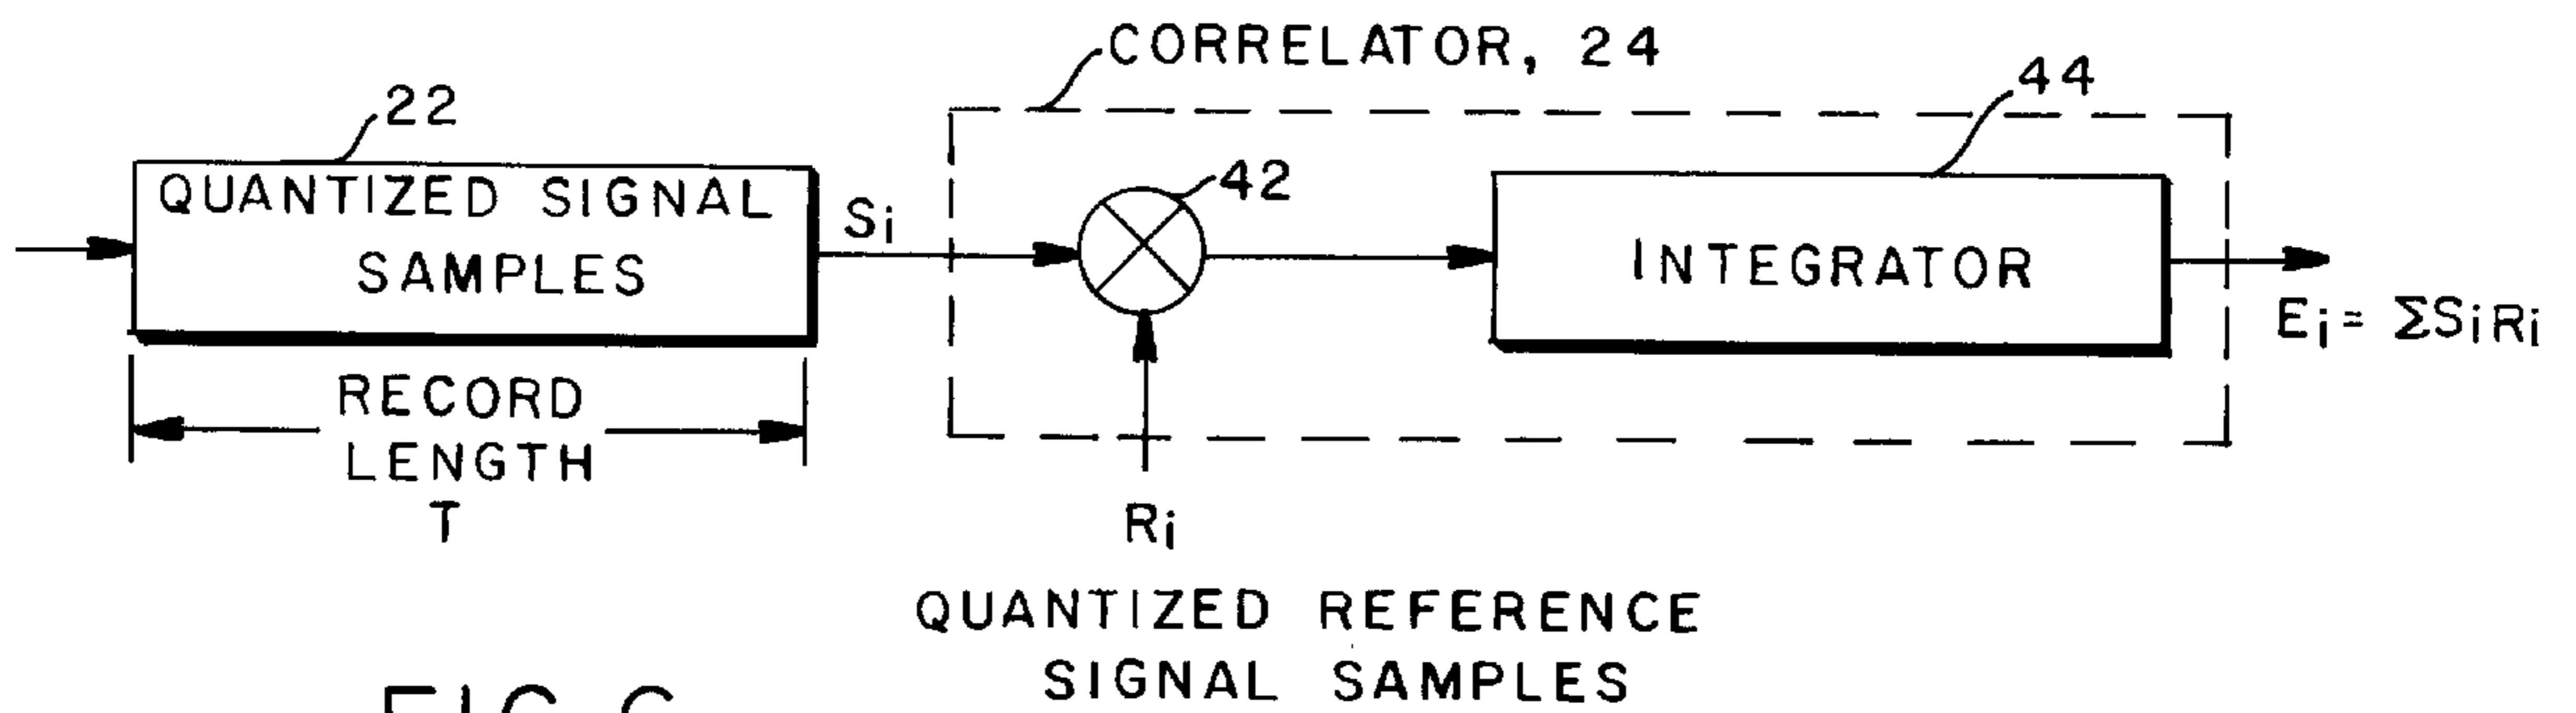 CORRELATOR, 24
22
44
QUANTIZED SIGNAL
SAMPLES
Si
42
INTEGRATOR
Ei = ΣSiRi
RECORD
LENGTH
T
Ri
QUANTIZED REFERENCE
SIGNAL SAMPLES